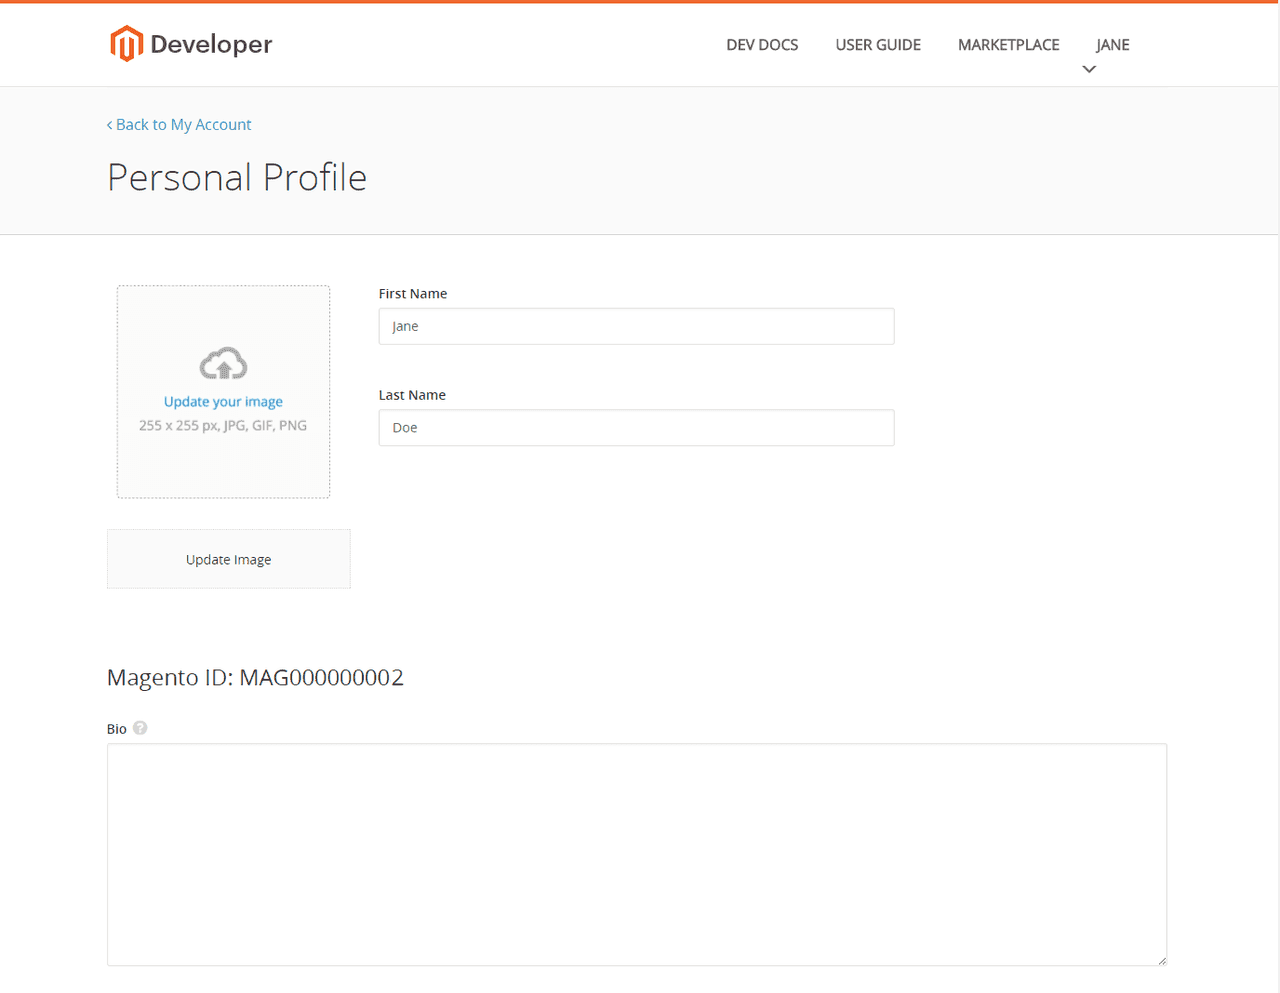 Developer
DEV DOCS USER GUIDE MARKETPLACE JANE
Back to My Account
Personal Profile
First Name
Jane
Last Name
Doe
Update your image
255 x 255 px, JPG, GIF, PNG
Update Image
Magento ID: MAG000000002
Bio ?